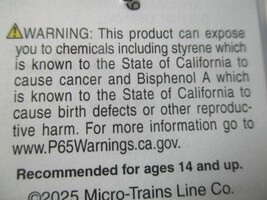 ⚠WARNING: This product can expose
you to chemicals including styrene which
is known to the State of California to
cause cancer and Bisphenol A which
is known to the State of California to
cause birth defects or other reproduc-
tive harm. For more information go to
www.P65Warnings.ca.gov.
Recommended for ages 14 and up.
©2025 Micro-Trains Line Co.